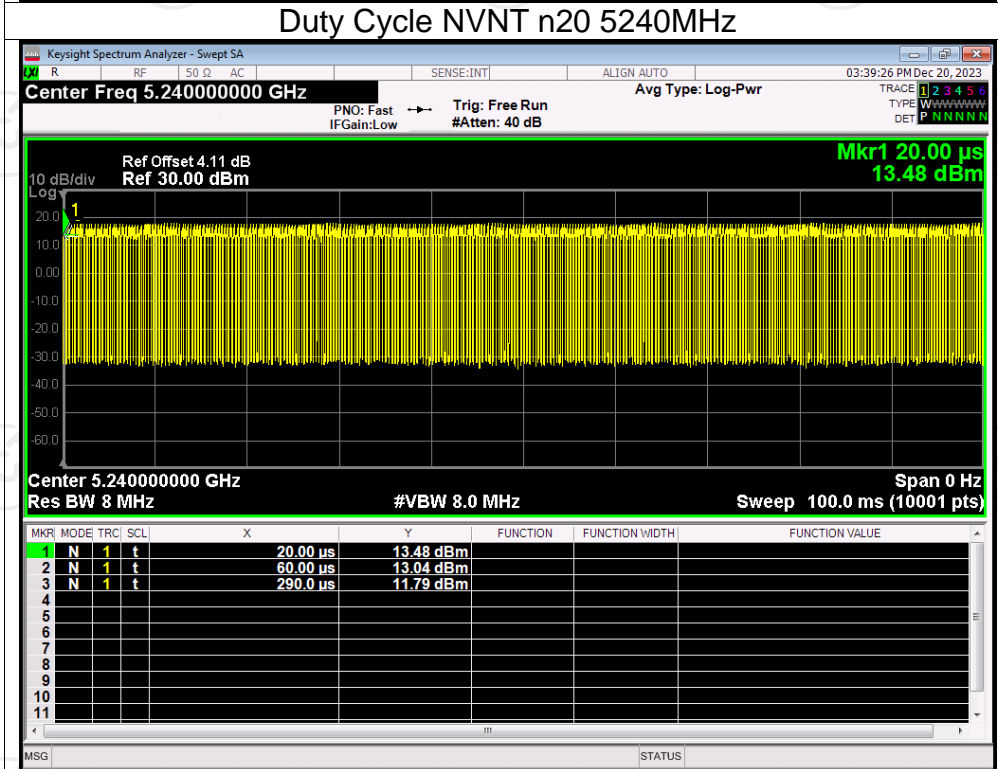 Duty Cycle NVNT n20 5240MHz
Keysight Spectrum Analyzer - Swept SA
LXI R RF 50 Ω AC SENSE:INT ALIGN AUTO 03:39:26 PM Dec 20, 2023
Center Freq 5.240000000 GHz
PNO: Fast
IFGain:Low
Trig: Free Run
#Atten: 40 dB
Avg Type: Log-Pwr
TRACE 1 2 3 4 5 6
TYPE WWWWWW
DET P N N N N N
10 dB/div
Log
Ref Offset 4.11 dB
Ref 30.00 dBm
Mkr1 20.00 µs
13.48 dBm
1
20.0
10.0
0.00
-10.0
-20.0
-30.0
-40.0
-50.0
-60.0
Center 5.240000000 GHz Span 0 Hz
Res BW 8 MHz #VBW 8.0 MHz Sweep 100.0 ms (10001 pts)
MKR MODE TRC SCL X Y FUNCTION FUNCTION WIDTH FUNCTION VALUE
1 N 1 t 20.00 µs 13.48 dBm
2 N 1 t 60.00 µs 13.04 dBm
3 N 1 t 290.0 µs 11.79 dBm
4
5
6
7
8
9
10
11
MSG STATUS